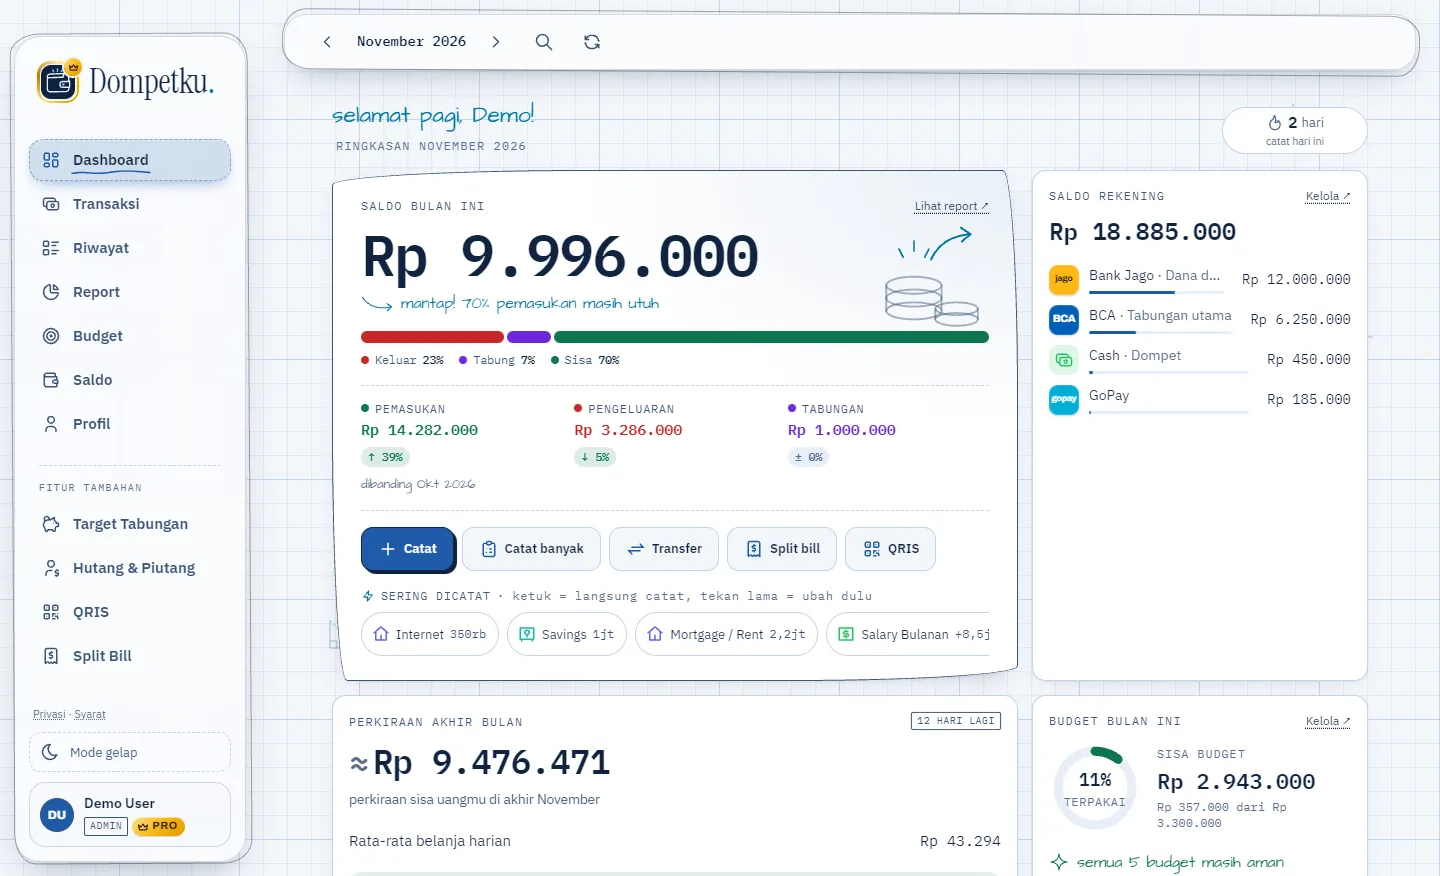 Dompetku.
Dashboard
Transaksi
Riwayat
Report
Budget
Saldo
Profil
FITUR TAMBAHAN
Target Tabungan
Hutang & Piutang
QRIS
Split Bill
Privasi · Syarat
Mode gelap
DU
Demo User
ADMIN PRO
November 2026
selamat pagi, Demo!
RINGKASAN NOVEMBER 2026
2 hari
catat hari ini
SALDO BULAN INI
Lihat report ↗
Rp 9.996.000
mantap! 70% pemasukan masih utuh
Keluar 23% Tabung 7% Sisa 70%
PEMASUKAN
Rp 14.282.000
↑ 39%
dibanding Okt 2026
PENGELUARAN
Rp 3.286.000
↓ 5%
TABUNGAN
Rp 1.000.000
± 0%
Catat
Catat banyak
Transfer
Split bill
QRIS
SERING DICATAT · ketuk = langsung catat, tekan lama = ubah dulu
Internet 350rb
Savings 1jt
Mortgage / Rent 2,2jt
Salary Bulanan +8,5j
SALDO REKENING
Kelola ↗
Rp 18.885.000
jago
Bank Jago · Dana d... Rp 12.000.000
BCA
BCA · Tabungan utama Rp 6.250.000
Cash · Dompet Rp 450.000
gopay
GoPay Rp 185.000
PERKIRAAN AKHIR BULAN
12 HARI LAGI
≈Rp 9.476.471
perkiraan sisa uangmu di akhir November
Rata-rata belanja harian Rp 43.294
BUDGET BULAN INI
Kelola ↗
11%
TERPAKAI
SISA BUDGET
Rp 2.943.000
Rp 357.000 dari Rp
3.300.000
semua 5 budget masih aman